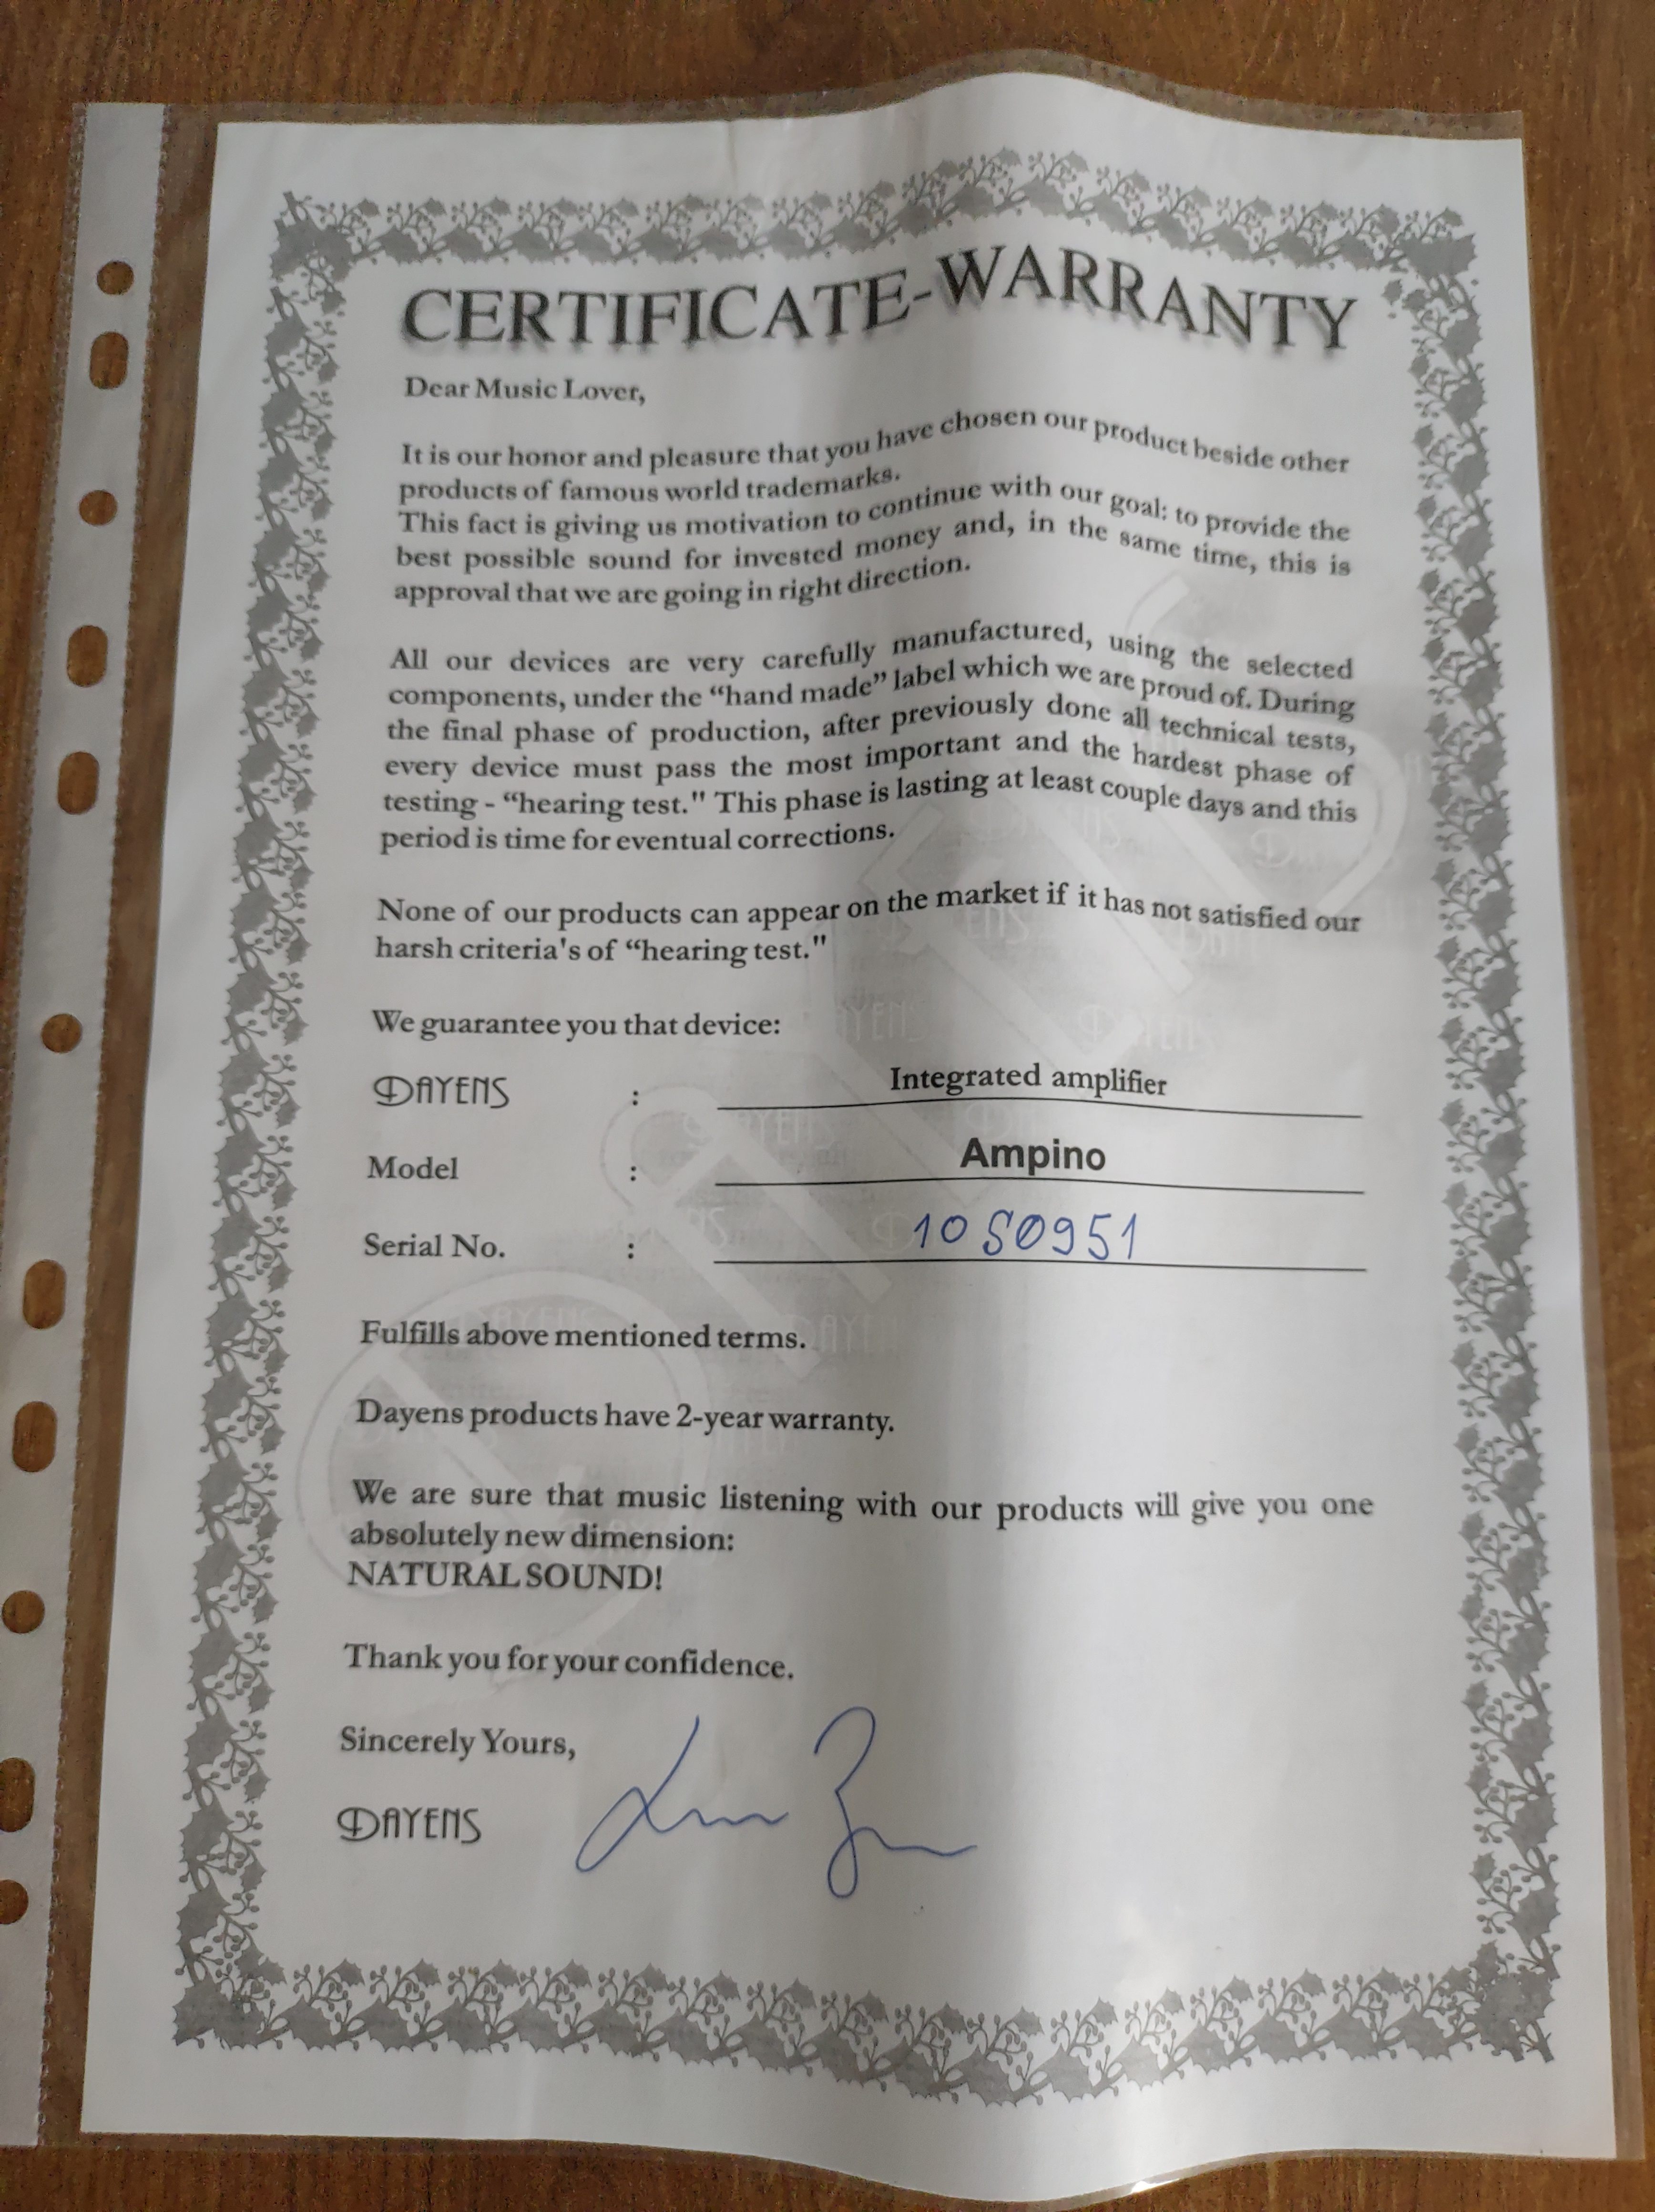 CERTIFICATE-WARRANTY
Dear Music Lover,
It is our honor and pleasure that you have chosen our product beside other
products of famous world trademarks.
This fact is giving us motivation to continue with our goal: to provide the
best possible sound for invested money and, in the same time, this is
approval that we are going in right direction.
All our devices are very carefully manufactured, using the selected
components, under the “hand made” label which we are proud of. During
the final phase of production, after previously done all technical tests,
every device must pass the most important and the hardest phase of
testing - “hearing test." This phase is lasting at least couple days and this
period is time for eventual corrections.
None of our products can appear on the market if it has not satisfied our
harsh criteria's of “hearing test."
We guarantee you that device:
DAYENS : Integrated amplifier
Model : Ampino
Serial No. : 10S0951
Fulfills above mentioned terms.
Dayens products have 2-year warranty.
We are sure that music listening with our products will give you one
absolutely new dimension:
NATURAL SOUND!
Thank you for your confidence.
Sincerely Yours,
DAYENS